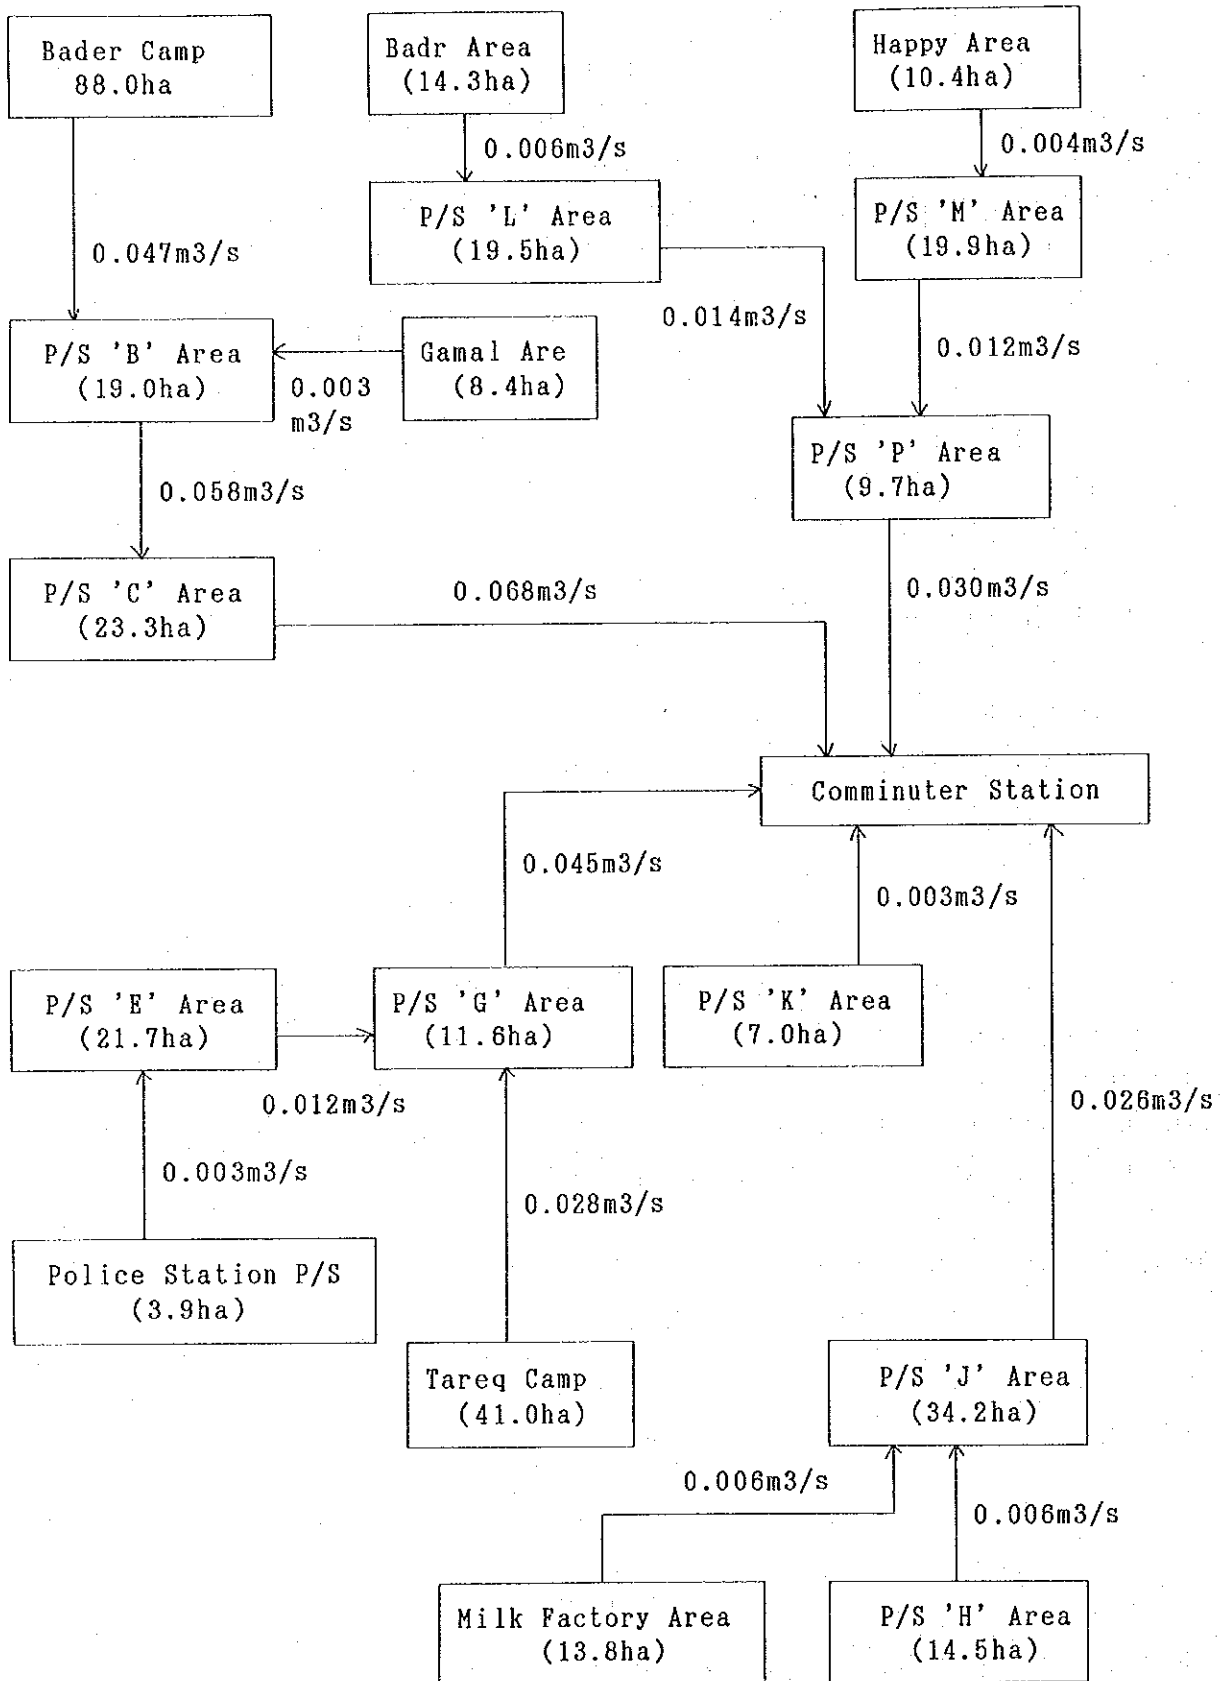 Bader Camp
88.0ha
Badr Area
(14.3ha)
Happy Area
(10.4ha)
0.006m3/s
0.004m3/s
P/S 'L' Area
(19.5ha)
P/S 'M' Area
(19.9ha)
0.047m3/s
0.014m3/s
0.012m3/s
P/S 'B' Area
(19.0ha)
0.003
m3/s
Gamal Are
(8.4ha)
P/S 'P' Area
(9.7ha)
0.058m3/s
P/S 'C' Area
(23.3ha)
0.068m3/s
0.030m3/s
Comminuter Station
0.045m3/s
0.003m3/s
P/S 'E' Area
(21.7ha)
P/S 'G' Area
(11.6ha)
P/S 'K' Area
(7.0ha)
0.012m3/s
0.026m3/s
0.003m3/s
0.028m3/s
Police Station P/S
(3.9ha)
Tareq Camp
(41.0ha)
P/S 'J' Area
(34.2ha)
0.006m3/s
0.006m3/s
Milk Factory Area
(13.8ha)
P/S 'H' Area
(14.5ha)